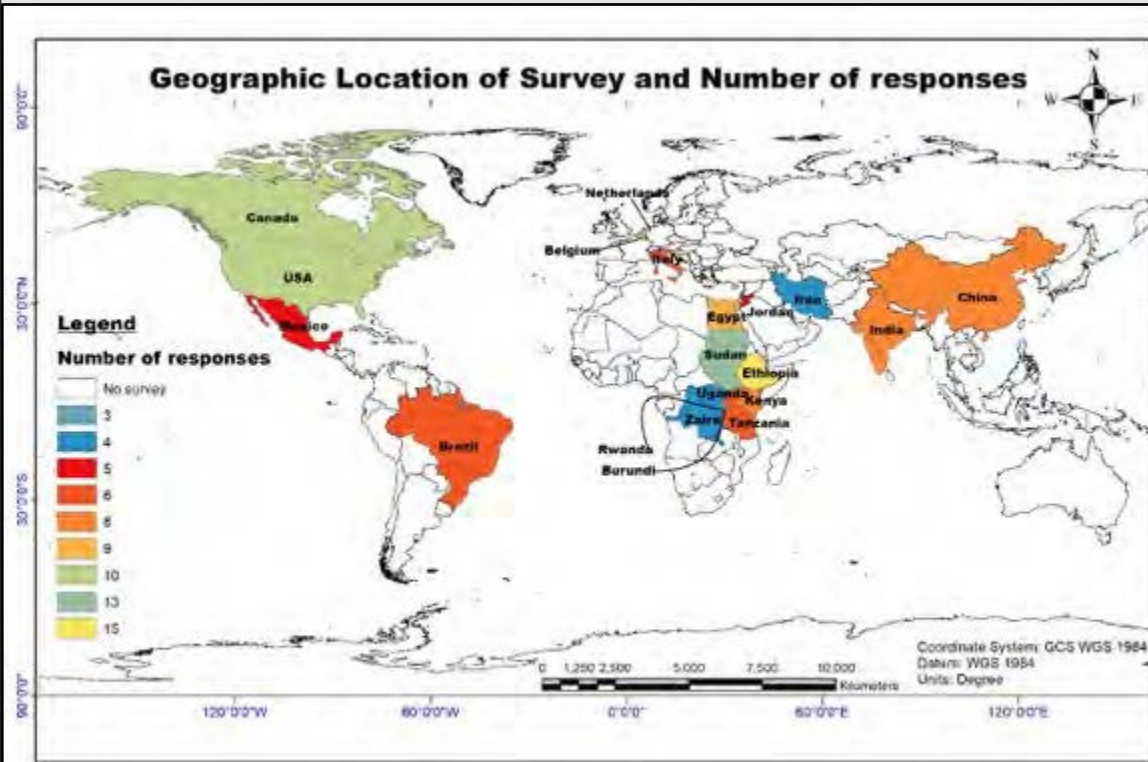 Geographic Location of Survey and Number of responses
N
W
E
S
90°0'0"
30°0'0"N
30°0'0"S
90°0'0"
Canada
USA
Mexico
Brazil
Netherlands
Belgium
Italy
Egypt
Jordan
Iran
Sudan
Ethiopia
Uganda
Kenya
Zaire
Tanzania
Rwanda
Burundi
China
India
Legend
Number of responses
No survey
3
4
5
6
8
9
10
13
15
0 1,250 2,500 5,000 7,500 10,000
Kilometers
Coordinate System: GCS WGS 1984
Datum: WGS 1984
Units: Degree
120°0'0"W 60°0'0"W 0°0'0" 60°0'0"E 120°0'0"E